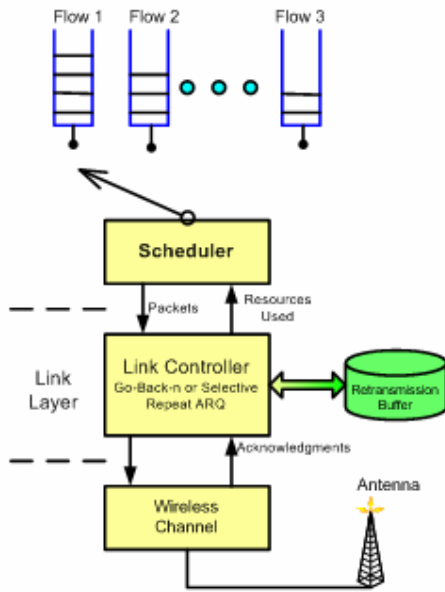 Flow 1
Flow 2
Flow 3
Scheduler
Packets
Resources
Used
Link
Layer
Link Controller
Go-Back-n or Selective
Repeat ARQ
Retransmission
Buffer
Acknowledgments
Wireless
Channel
Antenna